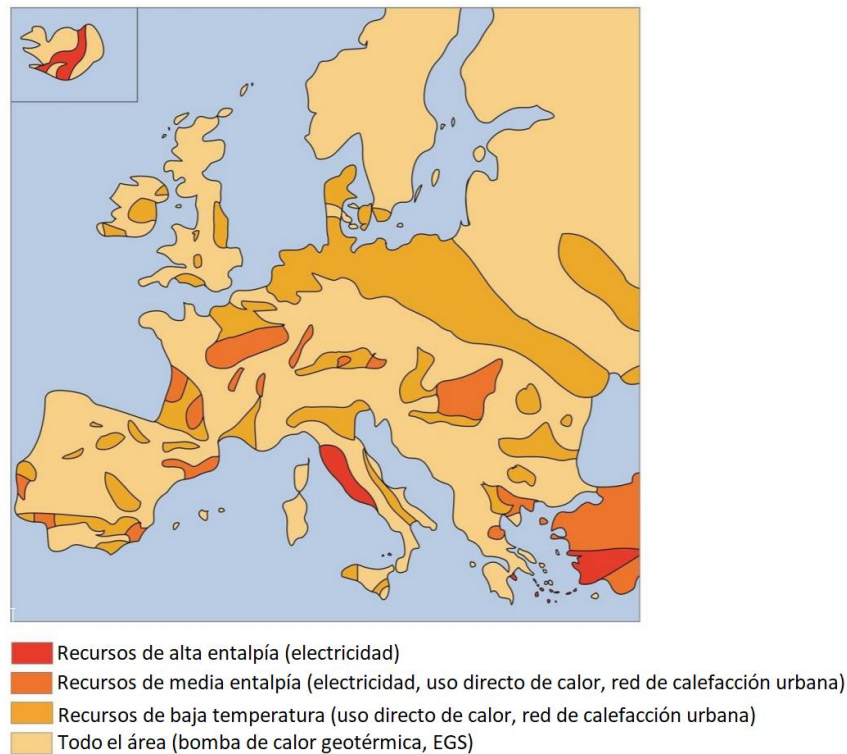 Recursos de alta entalpía (electricidad)
Recursos de media entalpía (electricidad, uso directo de calor, red de calefacción urbana)
Recursos de baja temperatura (uso directo de calor, red de calefacción urbana)
Todo el área (bomba de calor geotérmica, EGS)